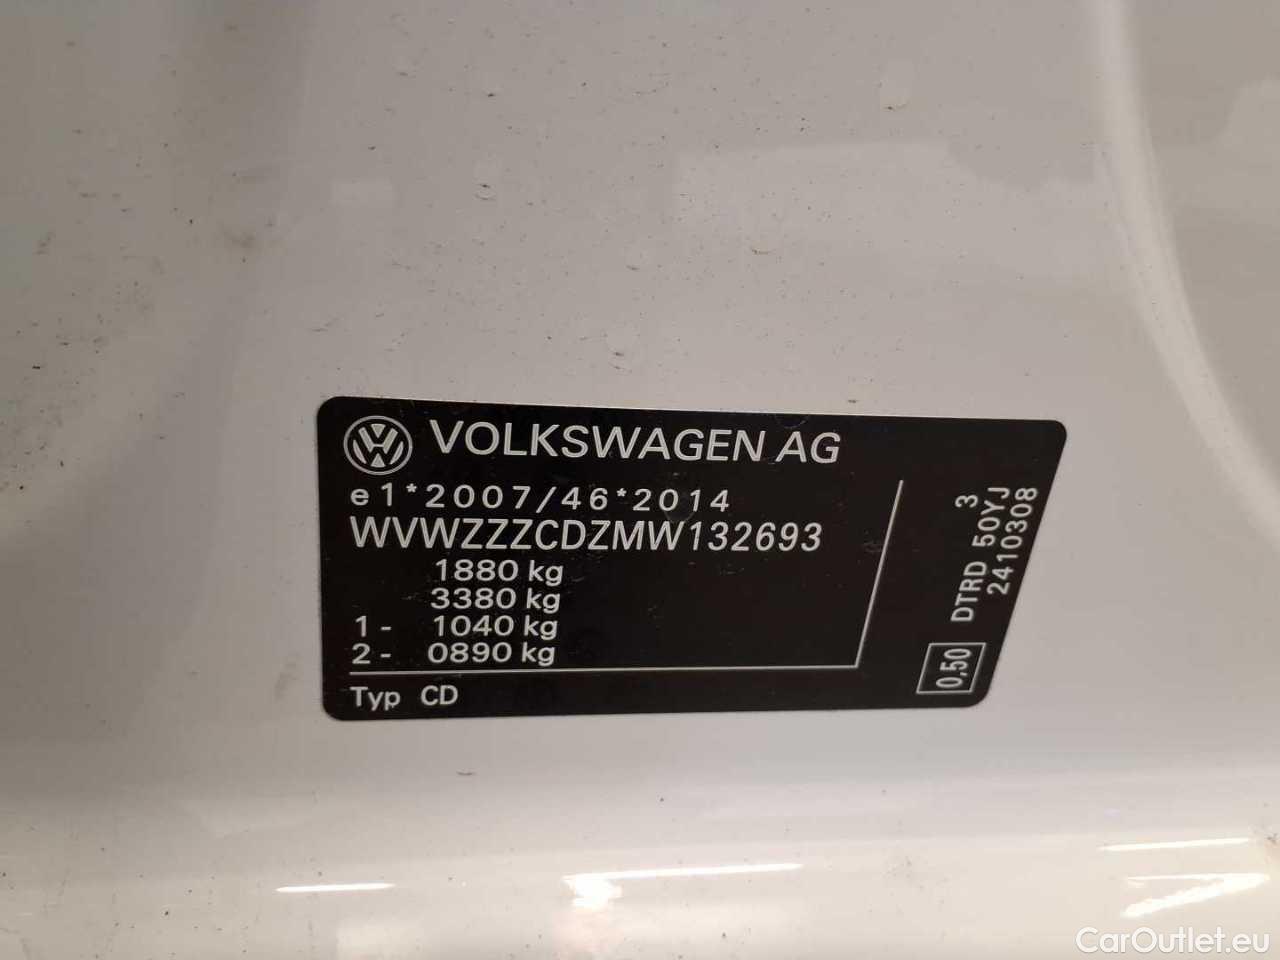 VOLKSWAGEN AG
e1*2007/46*2014
WVWZZZCDZMW132693
1880 kg
3380 kg
1 - 1040 kg
2 - 0890 kg
Typ CD
3
DTRD 50YJ
2410308
0,50
CarOutlet.eu